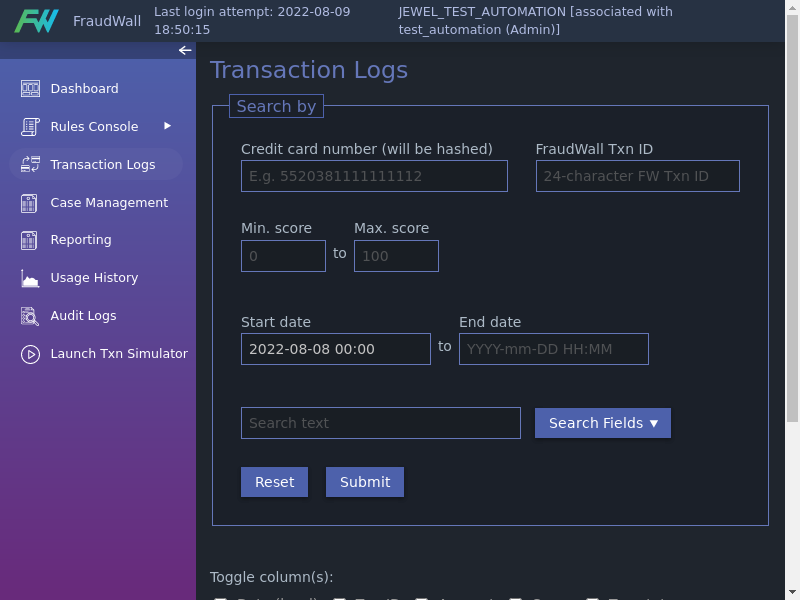 FW FraudWall
Last login attempt: 2022-08-09
18:50:15
JEWEL_TEST_AUTOMATION [associated with
test_automation (Admin)]
Dashboard
Rules Console
Transaction Logs
Case Management
Reporting
Usage History
Audit Logs
Launch Txn Simulator
Transaction Logs
Search by
Credit card number (will be hashed)
E.g. 5520381111111112
FraudWall Txn ID
24-character FW Txn ID
Min. score
0
to
Max. score
100
Start date
2022-08-08 00:00
to
End date
YYYY-mm-DD HH:MM
Search text
Search Fields ▼
Reset
Submit
Toggle column(s):